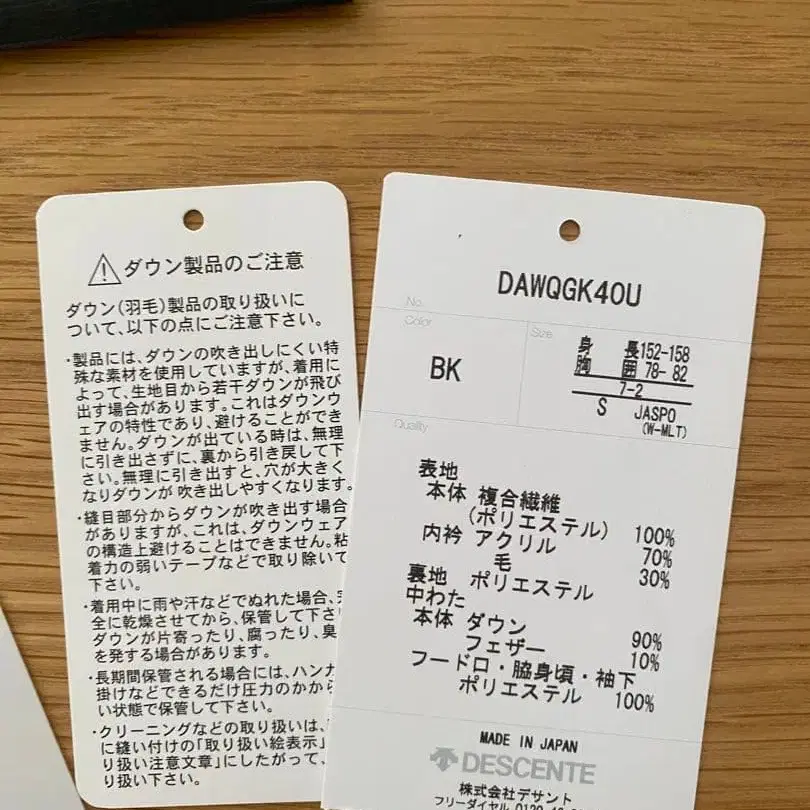 ダウン製品のご注意
ダウン(羽毛)製品の取り扱いに
ついて、以下の点にご注意下さい。
・製品には、ダウンの吹き出しにくい特
殊な素材を使用していますが、着用に
よって、生地目から若干ダウンが飛び
出す場合があります。これはダウンウ
ェアの特性であり、避けることができ
ません。ダウンが出ている時は、無理
に引き出さずに、裏から引き戻して下
さい。無理に引き出すと、穴が大きく
なりダウンが吹き出しやすくなります。
・縫目部分からダウンが吹き出す場合
がありますが、これは、ダウンウェア
の構造上避けることはできません。粘
着力の弱いテープなどで取り除いて
下さい。
・着用中に雨や汗などでぬれた場合、
全に乾燥させてから、保管して下さ
ダウンが片寄ったり、腐ったり、臭
を発する場合があります。
・長期間保管される場合には、ハンガ
掛けなどできるだけ圧力のかから
い状態で保管して下さい。
・クリーニングなどの取り扱いは、
に縫い付けの「取り扱い絵表示」
り扱い注意文章」にしたがって、
り扱い下さい。
No.
DAWQGK40U
Color
BK
Size
身 長152-158
胸 囲 78- 82
7-2
S JASPO
(W-MLT)
Quality
表地
本体 複合繊維
(ポリエステル) 100%
内衿 アクリル 70%
毛 30%
裏地 ポリエステル
中わた
本体 ダウン 90%
フェザー 10%
フード口・脇身頃・袖下
ポリエステル 100%
MADE IN JAPAN
DESCENTE
株式会社デサント
フリーダイヤル 0120-46-